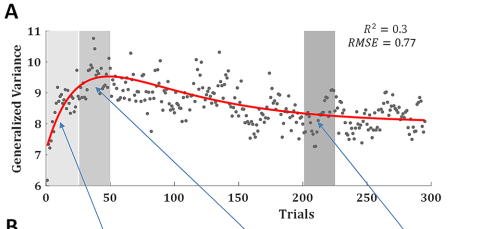 A
R² = 0.3
RMSE = 0.77
Generalized Variance
11
10
9
8
7
6
0 50 100 150 200 250 300
Trials
B